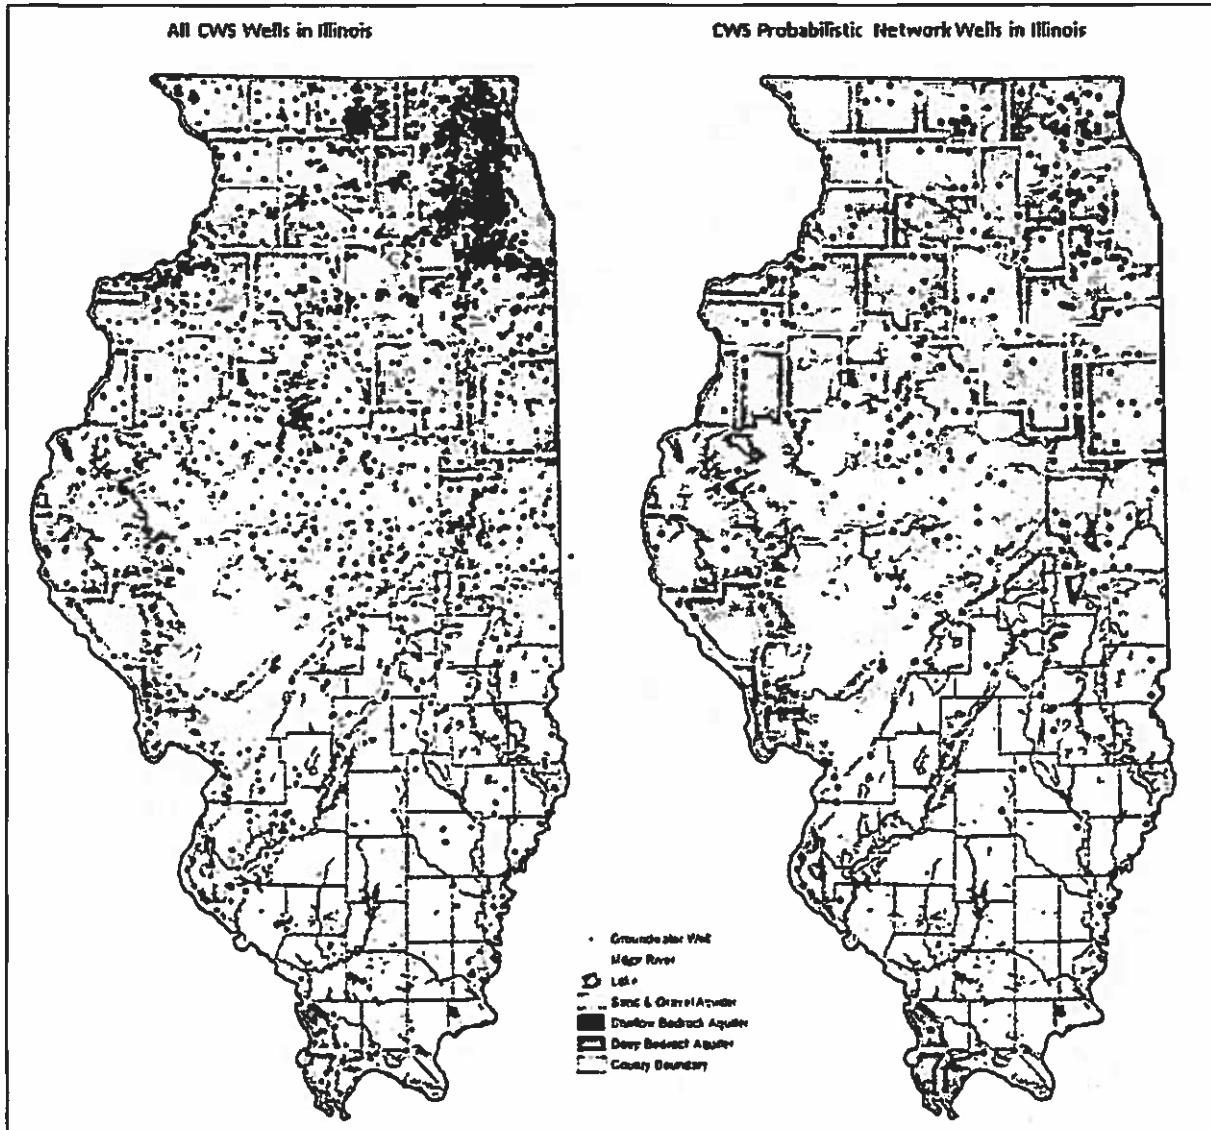 All CWS Wells in Illinois
CWS Probabilistic Network Wells in Illinois
Groundwater Well
Major River
Lake
Sand & Gravel Aquifer
Shallow Bedrock Aquifer
Deep Bedrock Aquifer
County Boundary